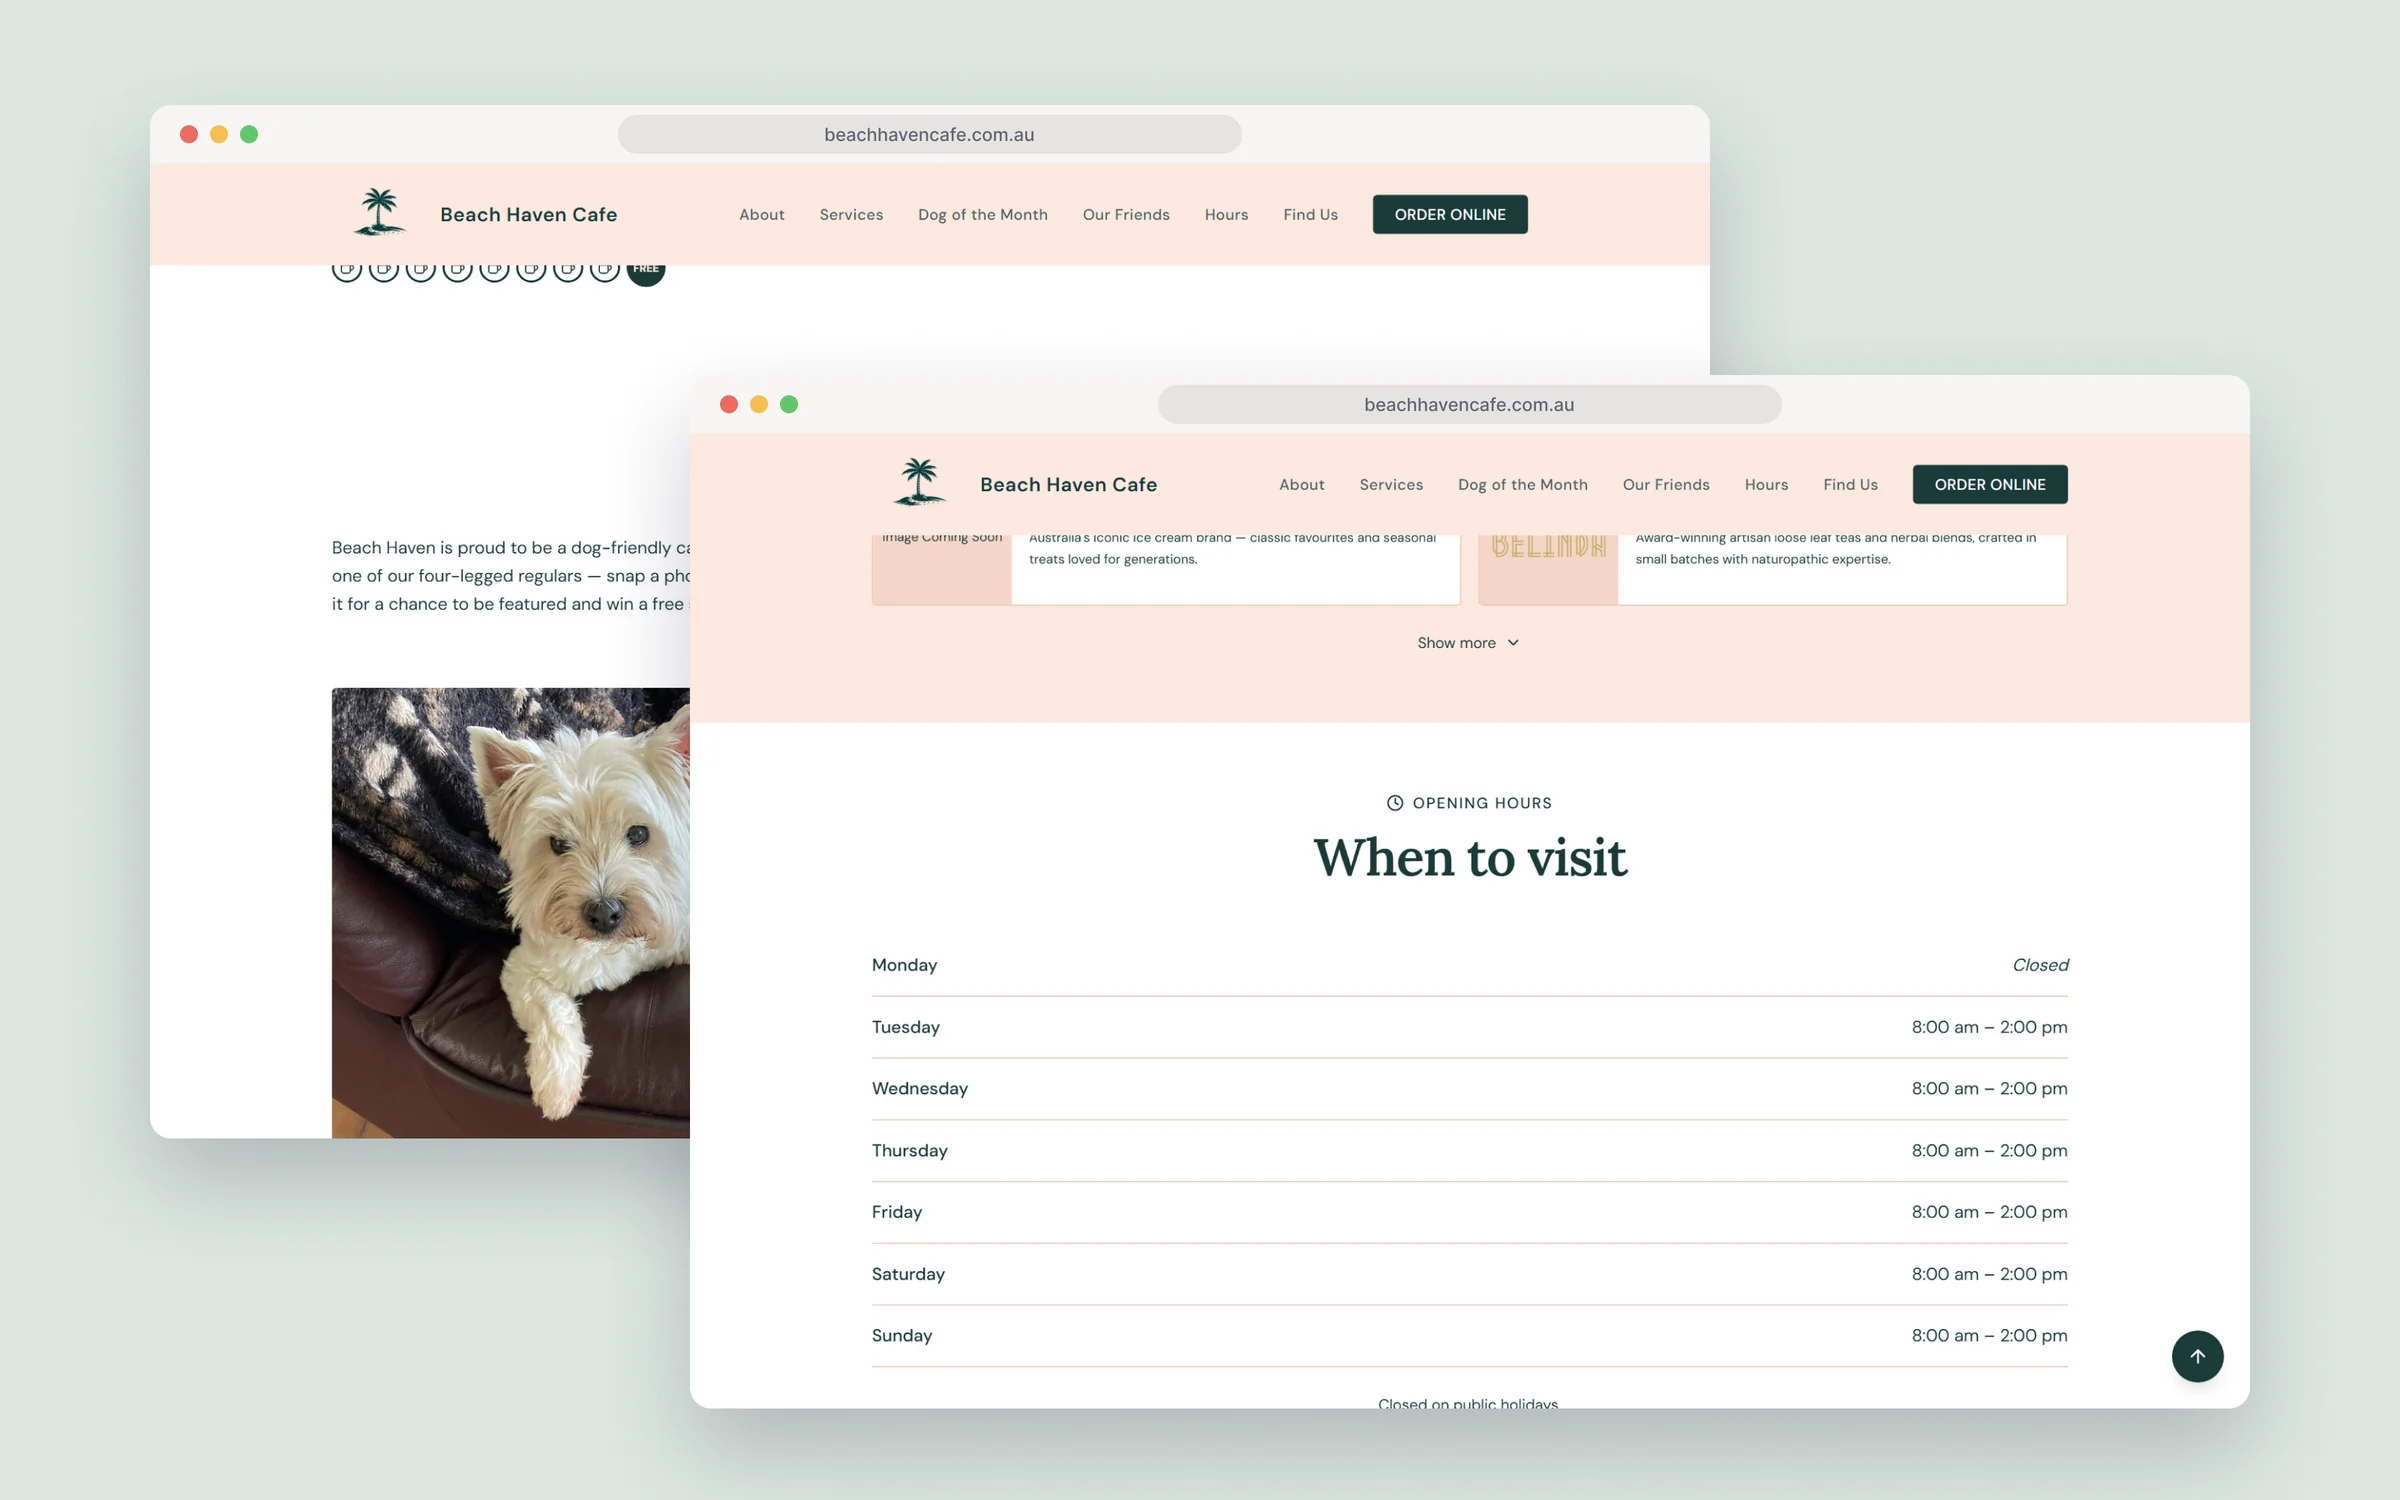 beachhavencafe.com.au
Beach Haven Cafe
About
Services
Dog of the Month
Our Friends
Hours
Find Us
ORDER ONLINE
FREE
Beach Haven is proud to be a dog-friendly
one of our four-legged regulars — snap a
it for a chance to be featured and win a free
beachhavencafe.com.au
Beach Haven Cafe
About
Services
Dog of the Month
Our Friends
Hours
Find Us
ORDER ONLINE
Image Coming Soon
Australia's iconic ice cream brand — classic favourites and seasonal
treats loved for generations.
BELINDA
Award-winning artisan loose leaf teas and herbal blends, crafted in
small batches with naturopathic expertise.
Show more
OPENING HOURS
When to visit
Monday
Closed
Tuesday
8:00 am – 2:00 pm
Wednesday
8:00 am – 2:00 pm
Thursday
8:00 am – 2:00 pm
Friday
8:00 am – 2:00 pm
Saturday
8:00 am – 2:00 pm
Sunday
8:00 am – 2:00 pm
Closed on public holidays